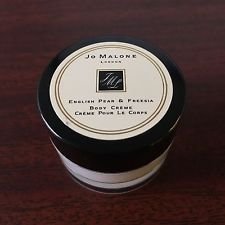 Jo Malone
London
English Pear & Freesia
Body Crème
Crème Pour Le Corps